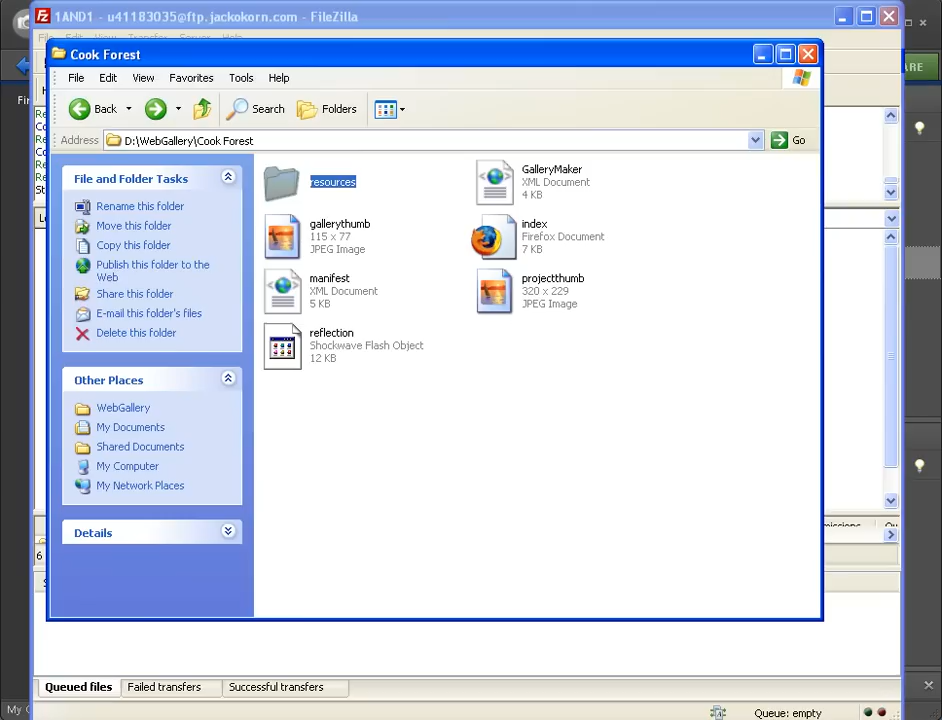 1AND1 - u41183035@ftp.jackokorn.com - FileZilla
Cook Forest
File Edit View Favorites Tools Help
Back Search Folders
Address D:\WebGallery\Cook Forest Go
File and Folder Tasks
Rename this folder
Move this folder
Copy this folder
Publish this folder to the
Web
Share this folder
E-mail this folder's files
Delete this folder
Other Places
WebGallery
My Documents
Shared Documents
My Computer
My Network Places
Details
resources
GalleryMaker
XML Document
4 KB
gallerythumb
115 x 77
JPEG Image
index
Firefox Document
7 KB
manifest
XML Document
5 KB
projectthumb
320 x 229
JPEG Image
reflection
Shockwave Flash Object
12 KB
6
Queued files Failed transfers Successful transfers
Queue: empty